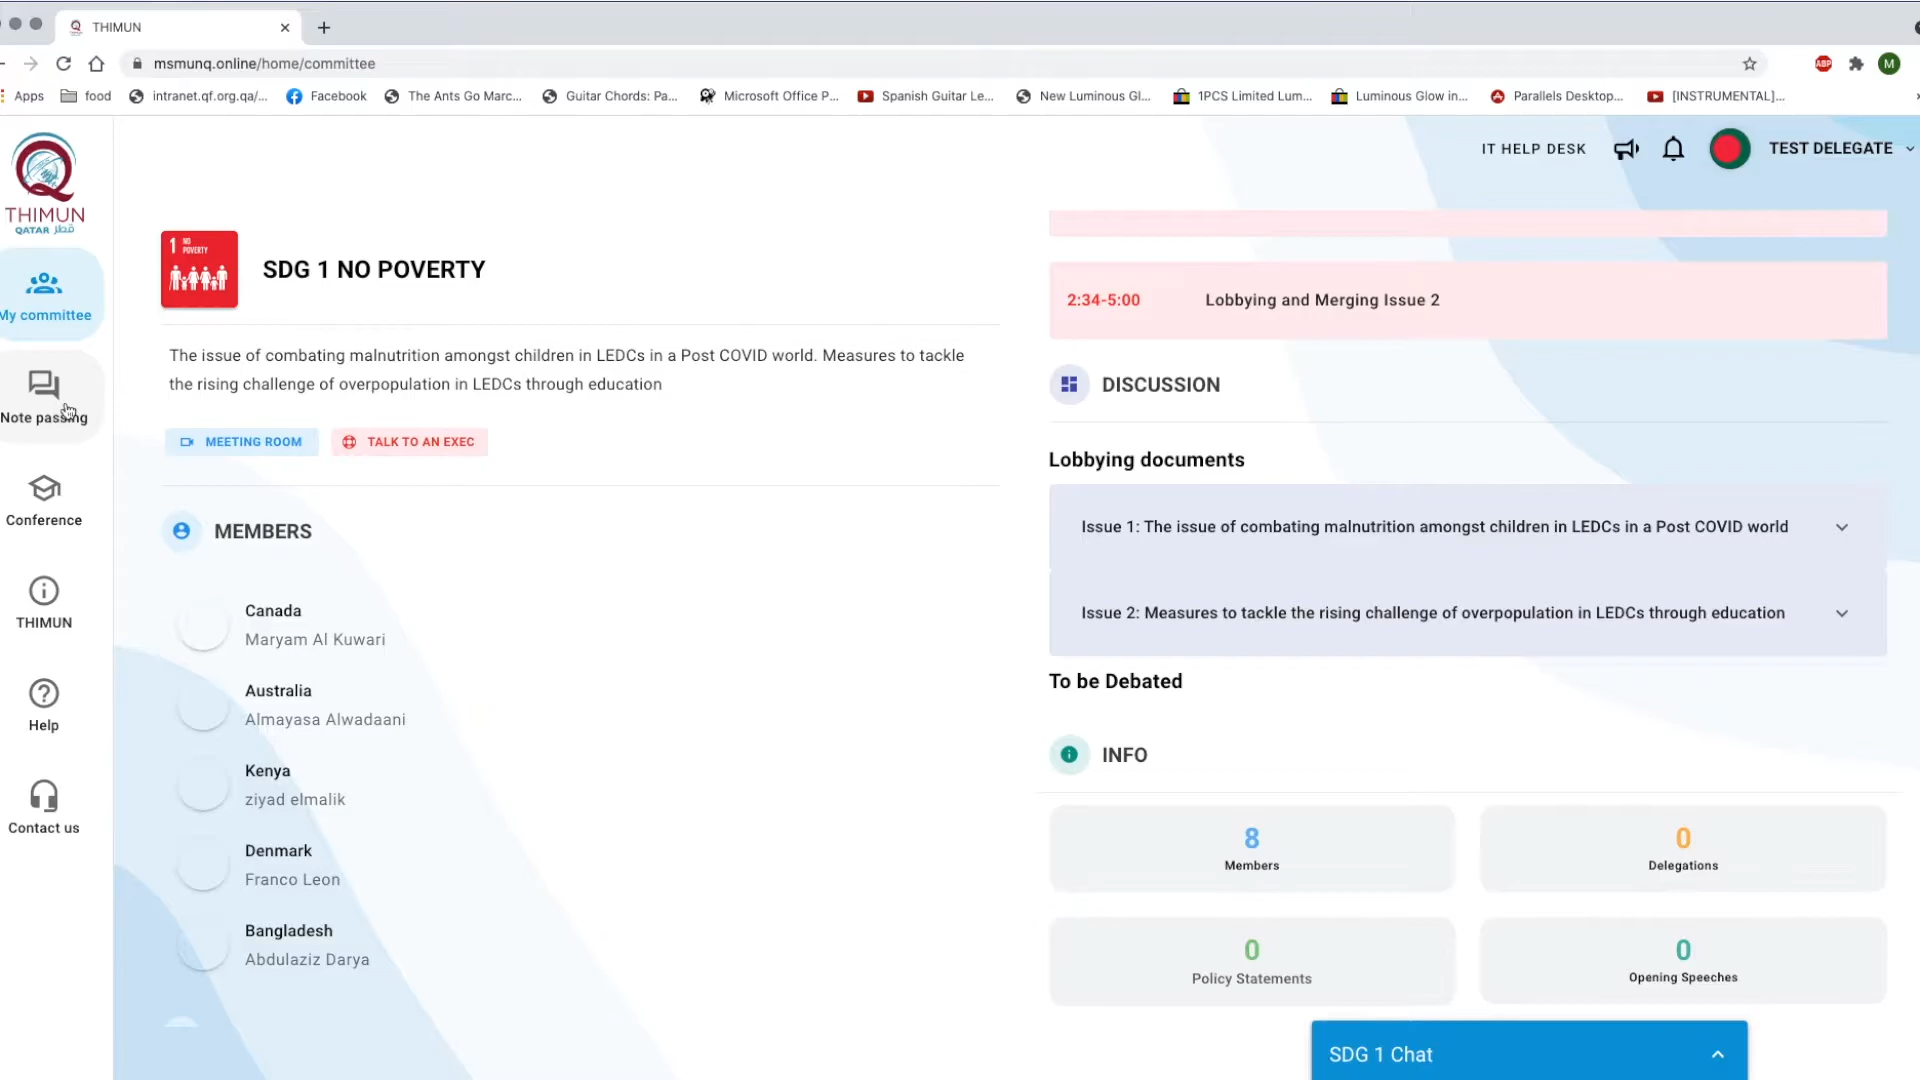 THIMUN
msmunq.online/home/committee
Apps
food
intranet.qf.org.qa/...
Facebook
The Ants Go Marc...
Guitar Chords: Pa...
Microsoft Office P...
Spanish Guitar Le...
New Luminous Gl...
1PCS Limited Lum...
Luminous Glow in...
Parallels Desktop...
[INSTRUMENTAL]...
ABP
M
THIMUN
QATAR قطر
IT HELP DESK
TEST DELEGATE
My committee
Note passing
Conference
THIMUN
Help
Contact us
1 NO
POVERTY
SDG 1 NO POVERTY
The issue of combating malnutrition amongst children in LEDCs in a Post COVID world. Measures to tackle
the rising challenge of overpopulation in LEDCs through education
MEETING ROOM
TALK TO AN EXEC
MEMBERS
Canada
Maryam Al Kuwari
Australia
Almayasa Alwadaani
Kenya
ziyad elmalik
Denmark
Franco Leon
Bangladesh
Abdulaziz Darya
2:34-5:00 Lobbying and Merging Issue 2
DISCUSSION
Lobbying documents
Issue 1: The issue of combating malnutrition amongst children in LEDCs in a Post COVID world
Issue 2: Measures to tackle the rising challenge of overpopulation in LEDCs through education
To be Debated
INFO
8
Members
0
Delegations
0
Policy Statements
0
Opening Speeches
SDG 1 Chat